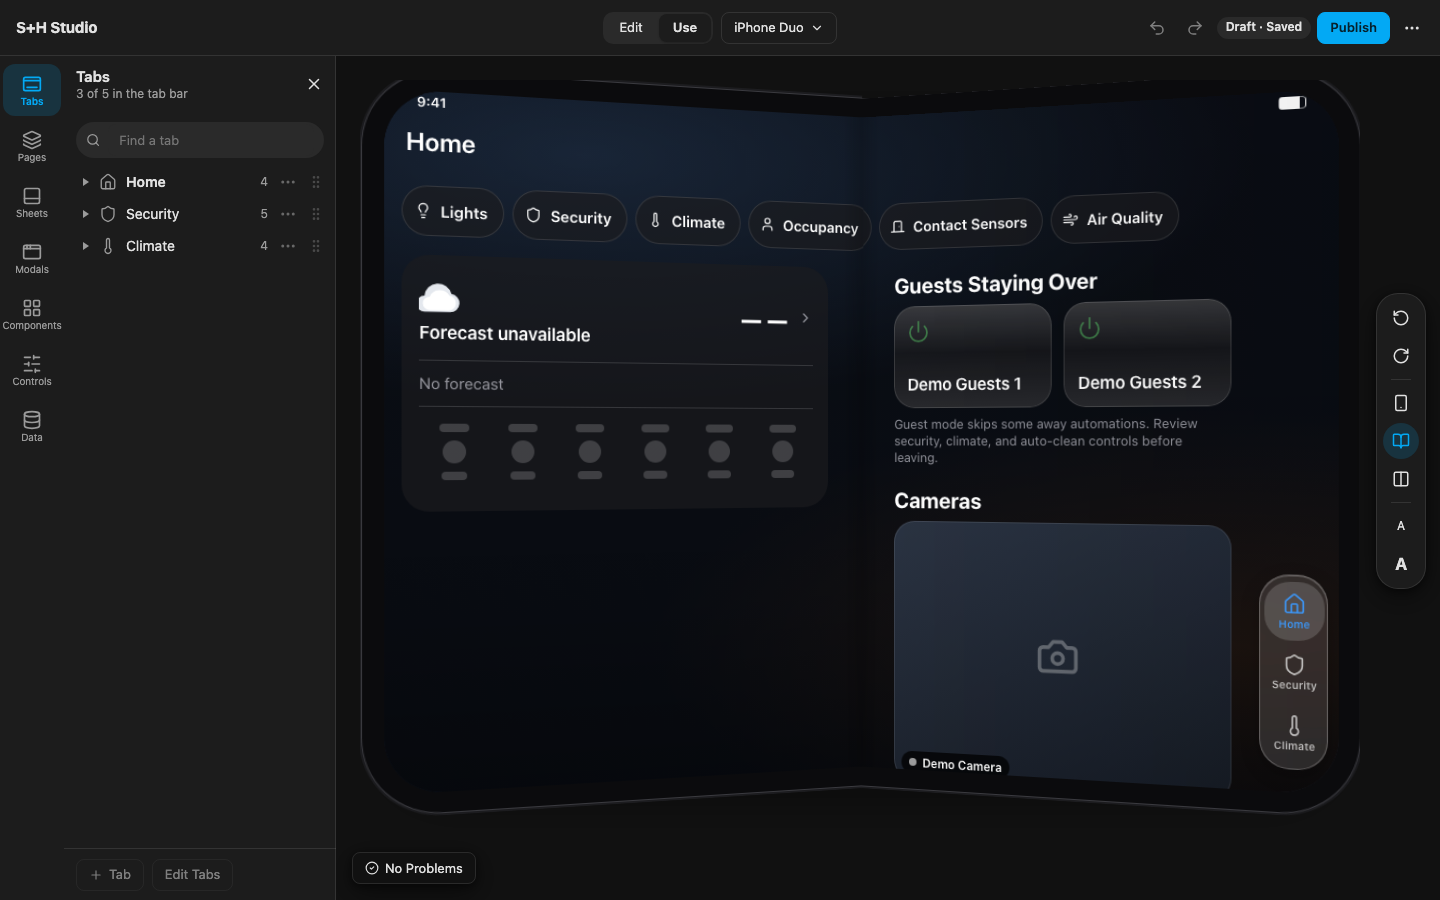 S+H Studio
Edit
Use
iPhone Duo
Draft · Saved
Publish
Tabs
Pages
Sheets
Modals
Components
Controls
Data
Tabs
3 of 5 in the tab bar
Find a tab
Home 4
Security 5
Climate 4
+ Tab
Edit Tabs
9:41
Home
Lights
Security
Climate
Occupancy
Contact Sensors
Air Quality
Forecast unavailable
— —
No forecast
Guests Staying Over
Demo Guests 1
Demo Guests 2
Guest mode skips some away automations. Review
security, climate, and auto-clean controls before
leaving.
Cameras
Demo Camera
Home
Security
Climate
A
A
No Problems